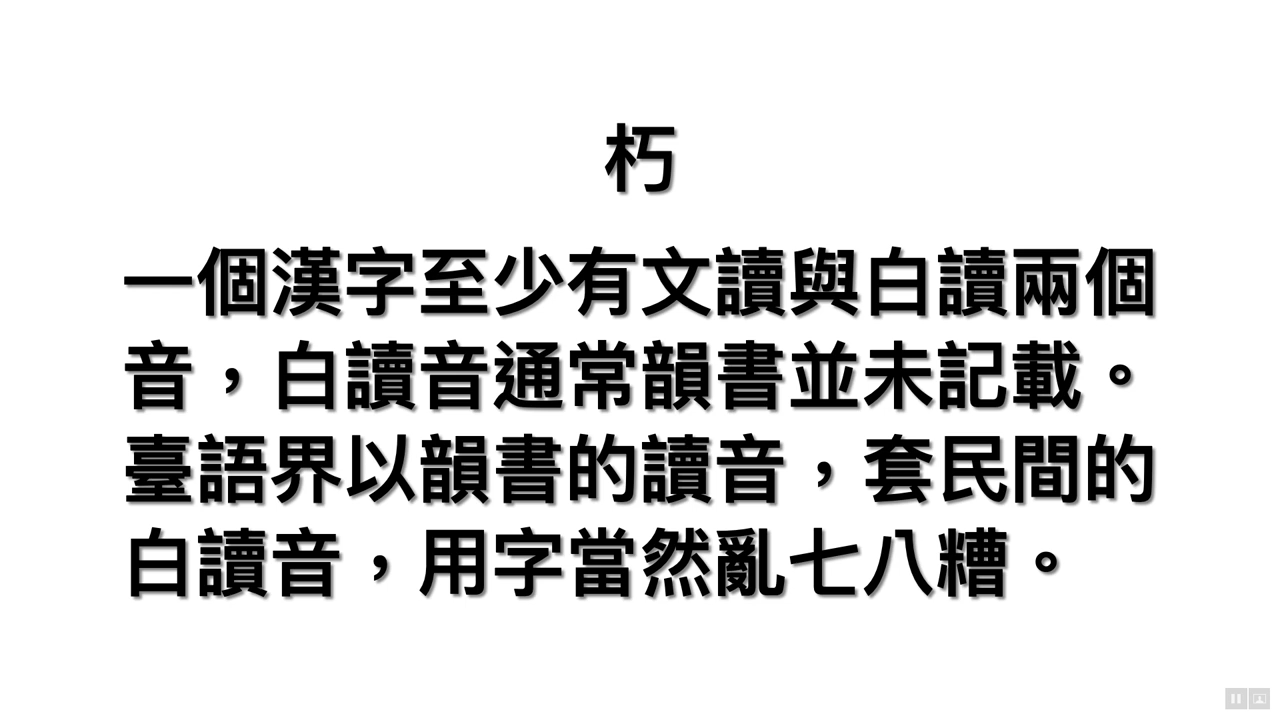 朽
一個漢字至少有文讀與白讀兩個
音，白讀音通常韻書並未記載。
臺語界以韻書的讀音，套民間的
白讀音，用字當然亂七八糟。